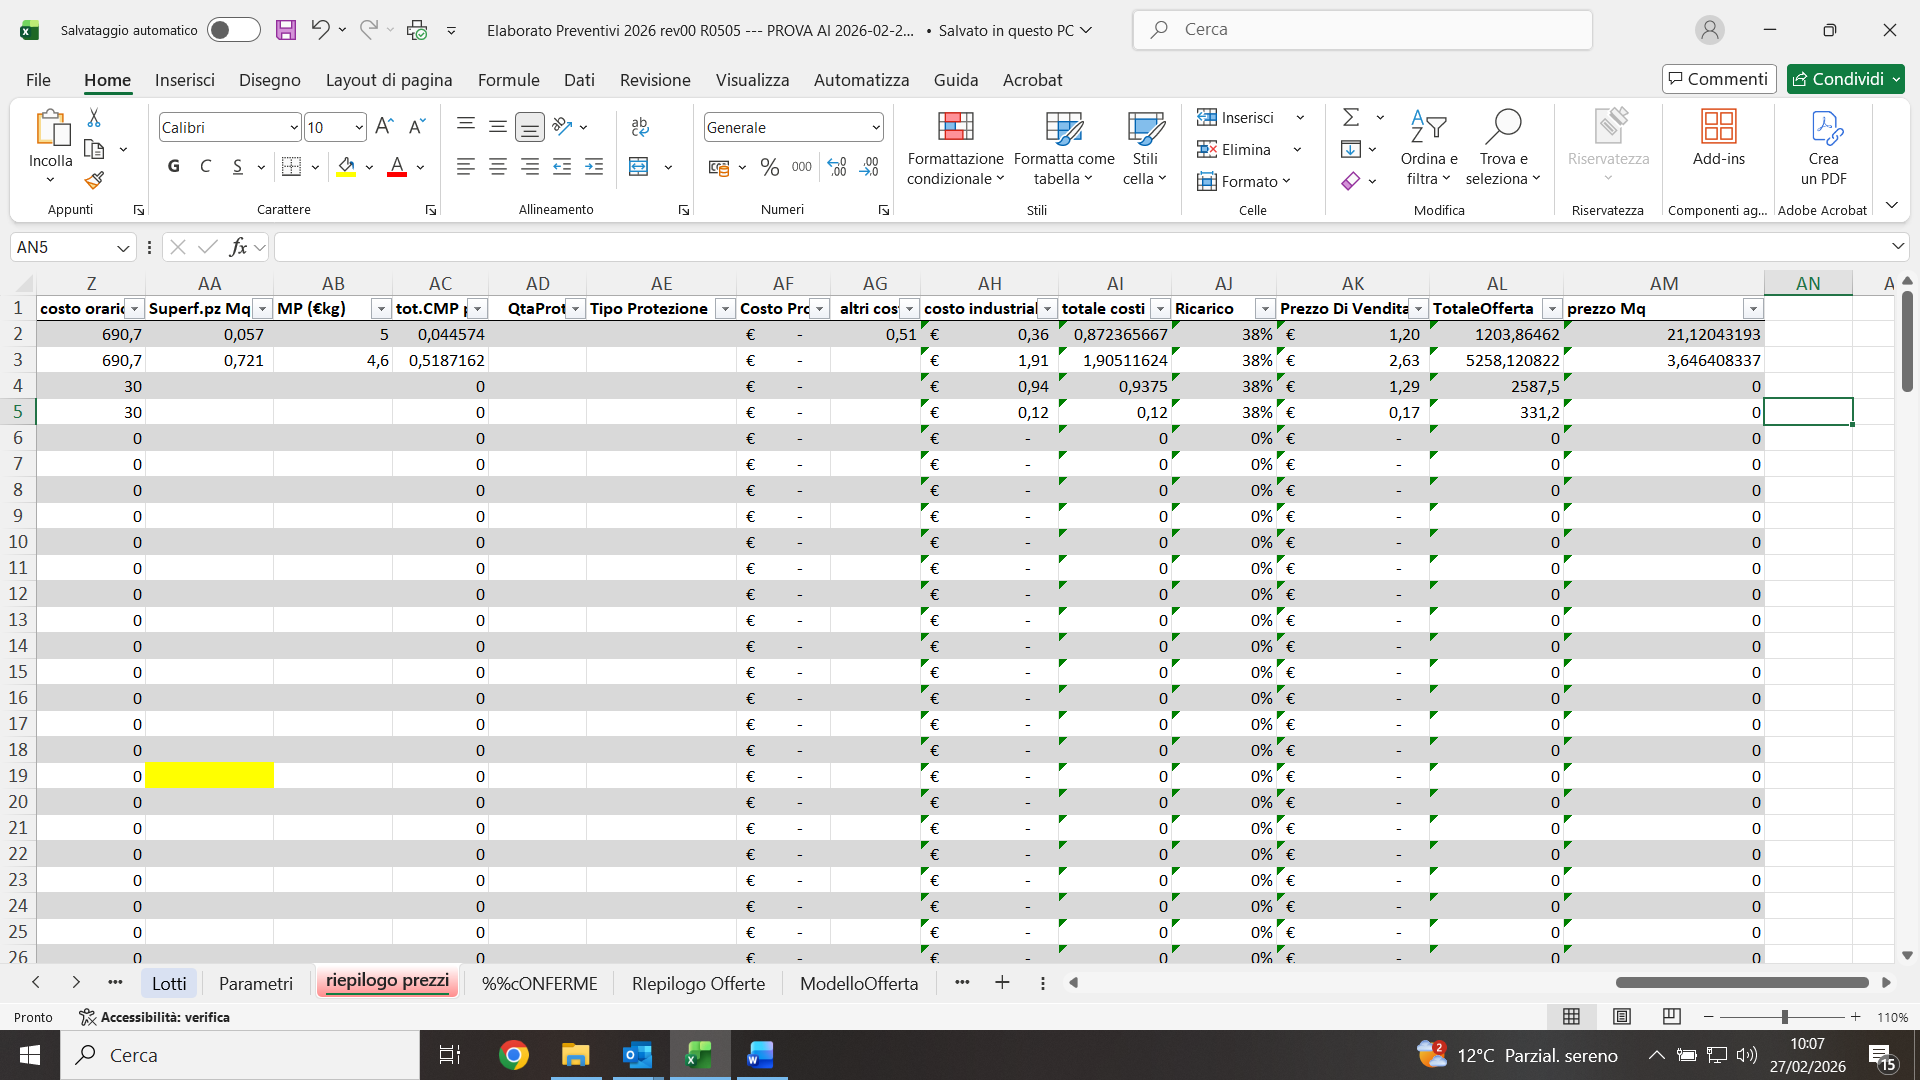 Salvataggio automatico
Elaborato Preventivi 2026 rev00 R0505 --- PROVA AI 2026-02-2... • Salvato in questo PC
Cerca
File Home Inserisci Disegno Layout di pagina Formule Dati Revisione Visualizza Automatizza Guida Acrobat
Commenti Condividi
Incolla
Appunti
Calibri 10
G C S
Carattere
ab
Allineamento
Generale
% 000
Numeri
Formattazione condizionale
Formatta come tabella
Stili cella
Stili
Inserisci
Elimina
Formato
Celle
Ordina e filtra
Trova e seleziona
Modifica
Riservatezza
Riservatezza
Add-ins
Componenti ag...
Crea un PDF
Adobe Acrobat
AN5 fx
Z AA AB AC AD AE AF AG AH AI AJ AK AL AM AN A
1 costo orario Superf.pz Mq MP (€kg) tot.CMP QtaProt Tipo Protezione Costo Pro altri cos costo industrial totale costi Ricarico Prezzo Di Vendita TotaleOfferta prezzo Mq
2 690,7 0,057 5 0,044574 € - 0,51 € 0,36 0,872365667 38% € 1,20 1203,86462 21,12043193
3 690,7 0,721 4,6 0,5187162 € - € 1,91 1,90511624 38% € 2,63 5258,120822 3,646408337
4 30 0 € - € 0,94 0,9375 38% € 1,29 2587,5 0
5 30 0 € - € 0,12 0,12 38% € 0,17 331,2 0
6 0 0 € - € - 0 0% € - 0 0
7 0 0 € - € - 0 0% € - 0 0
8 0 0 € - € - 0 0% € - 0 0
9 0 0 € - € - 0 0% € - 0 0
10 0 0 € - € - 0 0% € - 0 0
11 0 0 € - € - 0 0% € - 0 0
12 0 0 € - € - 0 0% € - 0 0
13 0 0 € - € - 0 0% € - 0 0
14 0 0 € - € - 0 0% € - 0 0
15 0 0 € - € - 0 0% € - 0 0
16 0 0 € - € - 0 0% € - 0 0
17 0 0 € - € - 0 0% € - 0 0
18 0 0 € - € - 0 0% € - 0 0
19 0 0 € - € - 0 0% € - 0 0
20 0 0 € - € - 0 0% € - 0 0
21 0 0 € - € - 0 0% € - 0 0
22 0 0 € - € - 0 0% € - 0 0
23 0 0 € - € - 0 0% € - 0 0
24 0 0 € - € - 0 0% € - 0 0
25 0 0 € - € - 0 0% € - 0 0
26 0 0 € - € - 0 0% € - 0 0
Lotti Parametri riepilogo prezzi %%cONFERME RIepilogo Offerte ModelloOfferta
Pronto Accessibilità: verifica 110%
Cerca
2 12°C Parzial. sereno
10:07
27/02/2026
15